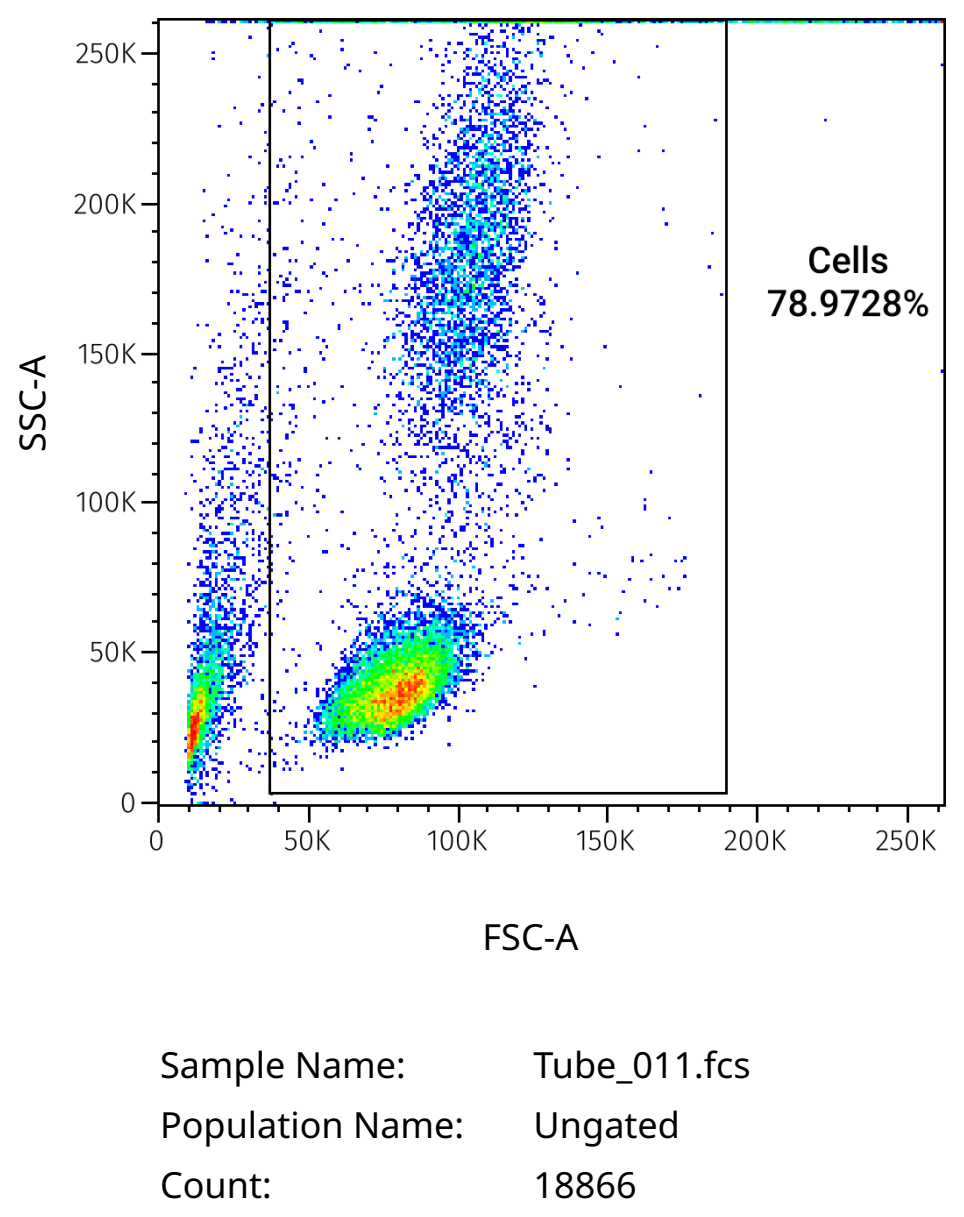 250K
200K
150K
100K
50K
0
SSC-A
Cells
78.9728%
0 50K 100K 150K 200K 250K
FSC-A
Sample Name: Tube_011.fcs
Population Name: Ungated
Count: 18866